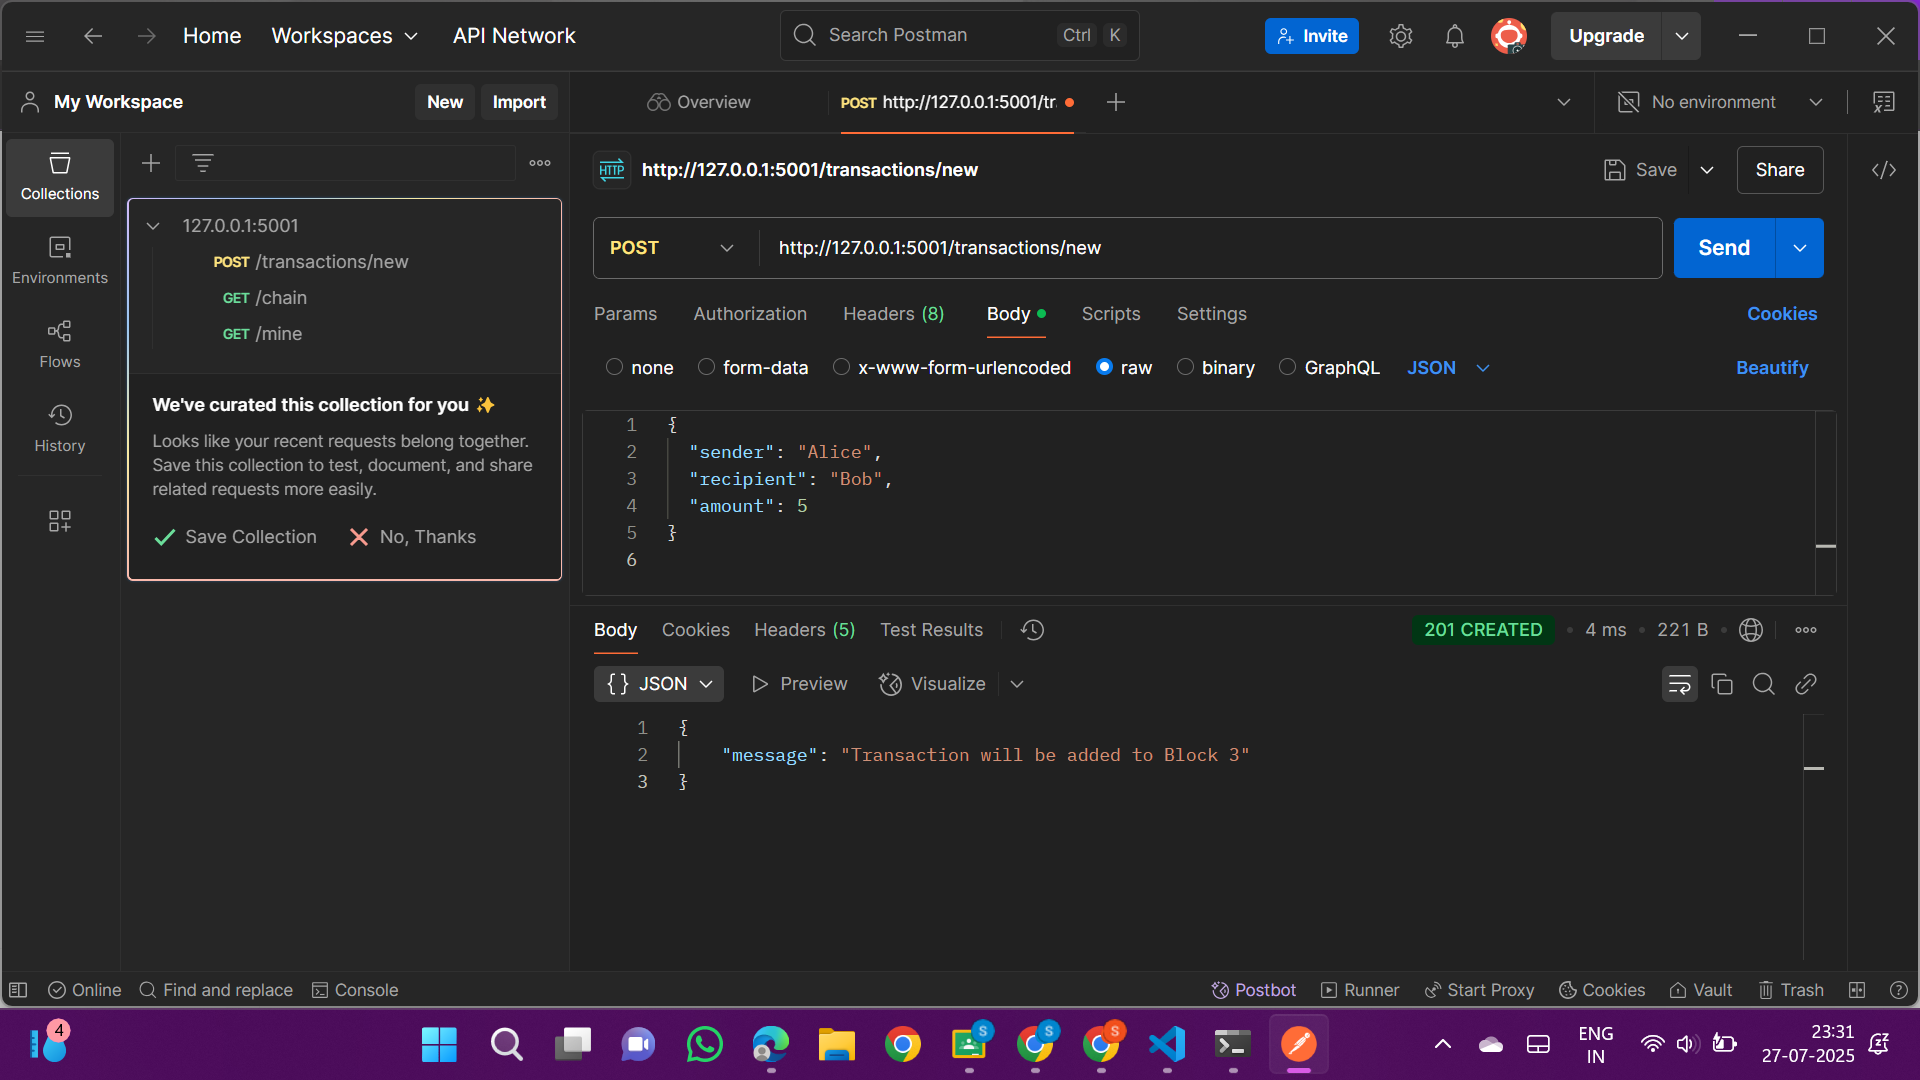 Home
Workspaces
API Network
Search Postman
Ctrl K
Invite
Upgrade
My Workspace
New
Import
Overview
POST http://127.0.0.1:5001/tr.
No environment
Collections
Environments
Flows
History
127.0.0.1:5001
POST /transactions/new
GET /chain
GET /mine
We've curated this collection for you ✨
Looks like your recent requests belong together.
Save this collection to test, document, and share
related requests more easily.
Save Collection
No, Thanks
HTTP
http://127.0.0.1:5001/transactions/new
Save
Share
POST
http://127.0.0.1:5001/transactions/new
Send
Params
Authorization
Headers (8)
Body
Scripts
Settings
Cookies
none
form-data
x-www-form-urlencoded
raw
binary
GraphQL
JSON
Beautify
1 {
2 "sender": "Alice",
3 "recipient": "Bob",
4 "amount": 5
5 }
6
Body
Cookies
Headers (5)
Test Results
201 CREATED
4 ms
221 B
{} JSON
Preview
Visualize
1 {
2 "message": "Transaction will be added to Block 3"
3 }
Online
Find and replace
Console
Postbot
Runner
Start Proxy
Cookies
Vault
Trash
4
S
S
S
ENG
IN
23:31
27-07-2025